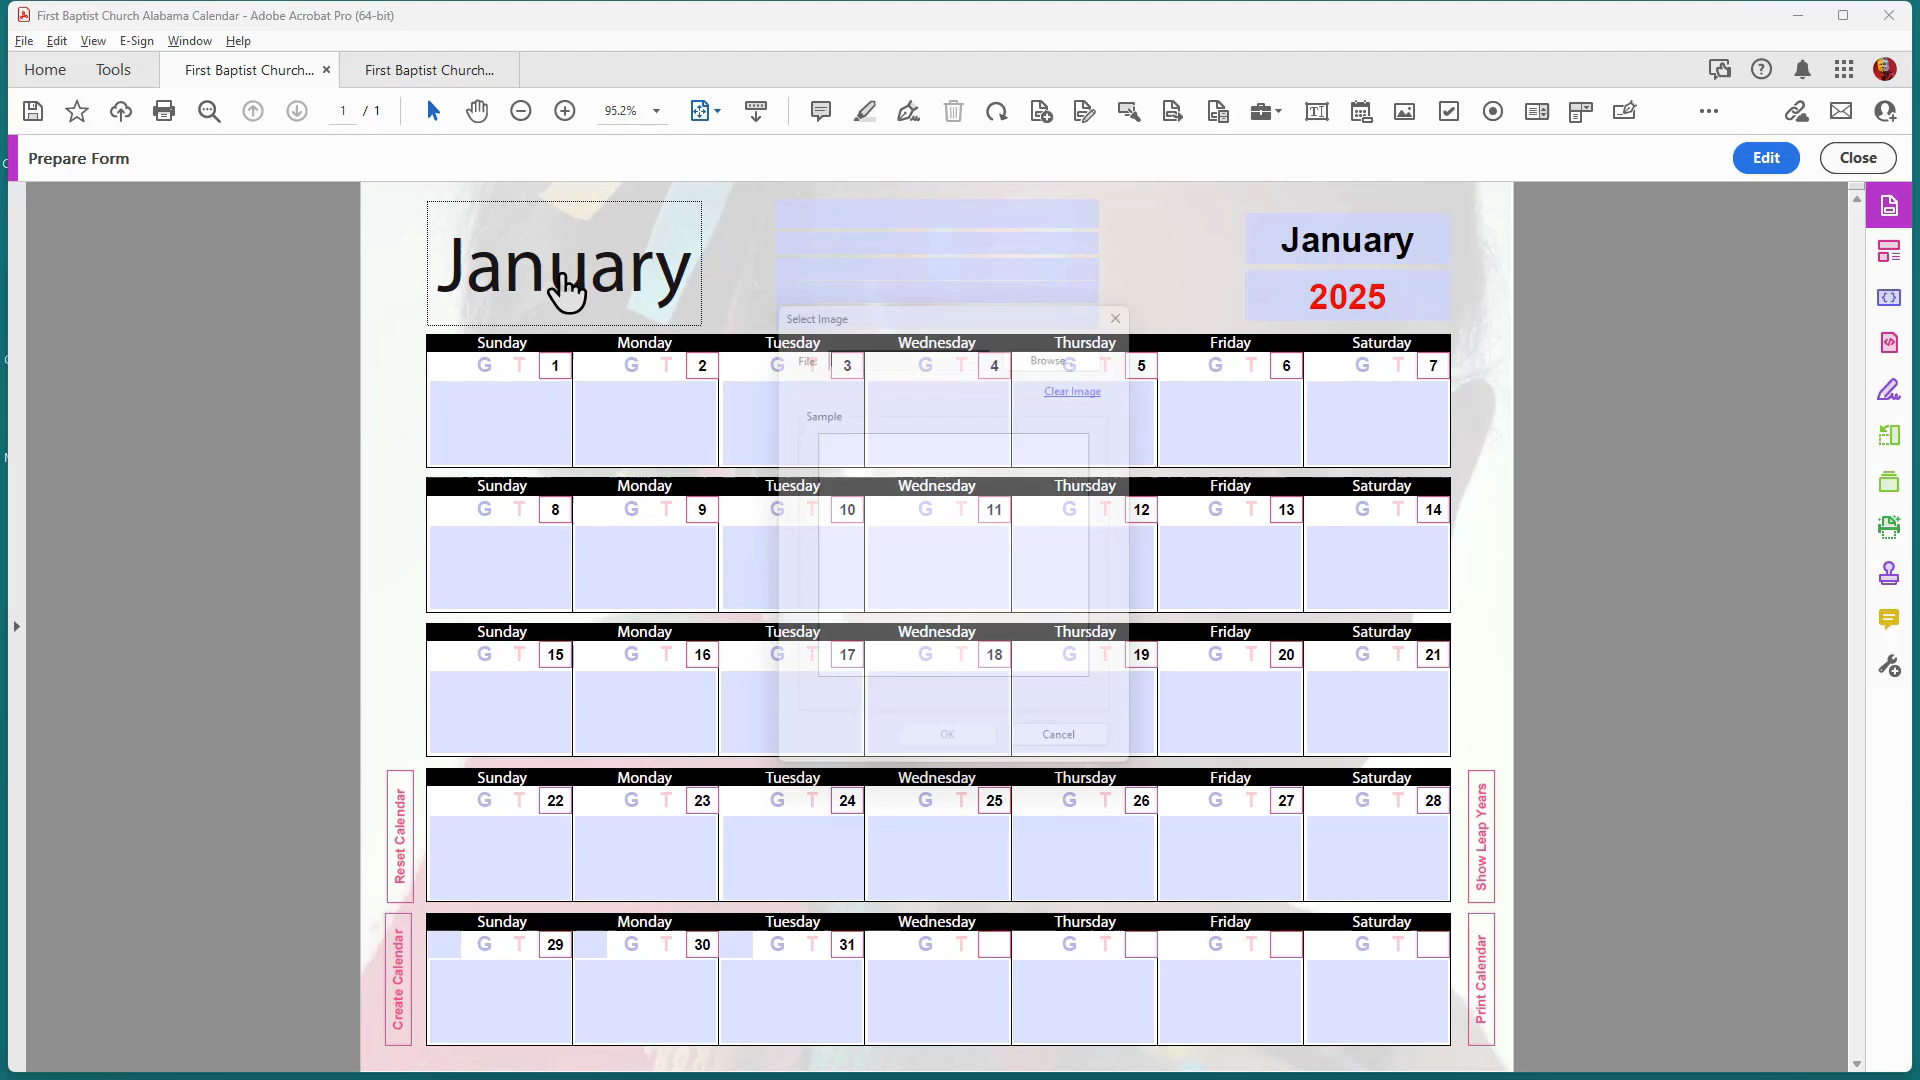 First Baptist Church Alabama Calendar - Adobe Acrobat Pro (64-bit)
File Edit View E-Sign Window Help
Home Tools First Baptist Church... × First Baptist Church...
1 / 1 95.2%
Prepare Form Edit Close
January
January
2025
Select Image
File:
Browse...
Clear Image
Sample
OK Cancel
Sunday Monday Tuesday Wednesday Thursday Friday Saturday
G T 1 G T 2 G T 3 G T 4 G T 5 G T 6 G T 7
Sunday Monday Tuesday Wednesday Thursday Friday Saturday
G T 8 G T 9 G T 10 G T 11 G T 12 G T 13 G T 14
Sunday Monday Tuesday Wednesday Thursday Friday Saturday
G T 15 G T 16 G T 17 G T 18 G T 19 G T 20 G T 21
Sunday Monday Tuesday Wednesday Thursday Friday Saturday
G T 22 G T 23 G T 24 G T 25 G T 26 G T 27 G T 28
Sunday Monday Tuesday Wednesday Thursday Friday Saturday
G T 29 G T 30 G T 31 G T G T G T G T
Reset Calendar
Create Calendar
Show Leap Years
Print Calendar